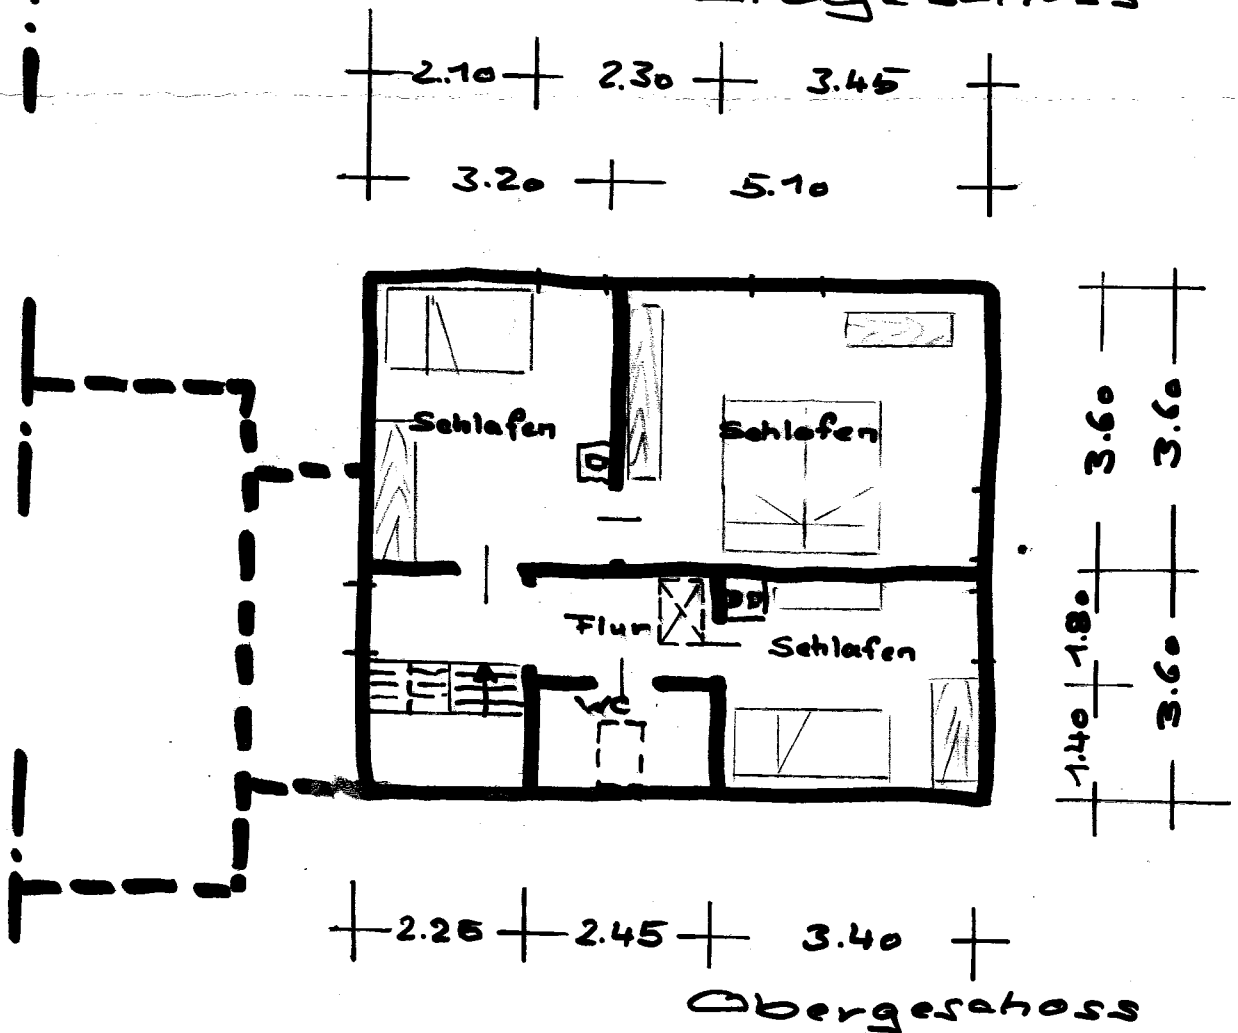 2.10 2.30 3.45
3.20 5.10
Schlafen
Schlafen
3.60
3.60
Flur
Schlafen
WC
1.80
1.40
3.60
2.25 2.45 3.40
Obergeschoss